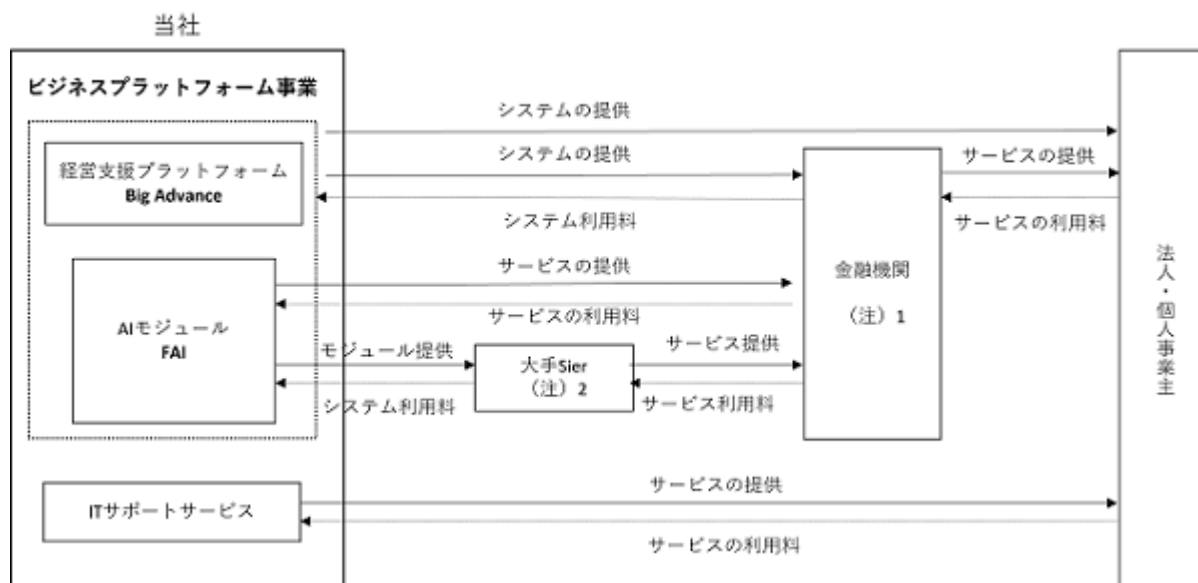 当社
ビジネスプラットフォーム事業
システムの提供
経営支援プラットフォーム
Big Advance
システムの提供
システム利用料
サービスの提供
サービスの利用料
AIモジュール
FAI
サービスの提供
サービスの利用料
モジュール提供
システム利用料
大手Sier
(注)2
サービス提供
サービス利用料
金融機関
(注)1
法人・個人事業主
ITサポートサービス
サービスの提供
サービスの利用料